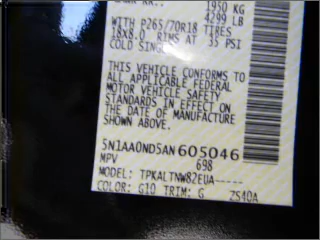 1950 KG
4299 LB
WITH P265/70R18 TIRES
18X8.0 RIMS AT 35 PSI
COLD SINGLE
THIS VEHICLE CONFORMS TO
ALL APPLICABLE FEDERAL
MOTOR VEHICLE SAFETY
STANDARDS IN EFFECT ON
THE DATE OF MANUFACTURE
SHOWN ABOVE.
5N1AA0ND5AN605046
MPV 698
MODEL: TPKALTNW82EUA-----
COLOR: G10 TRIM: G ZS40A